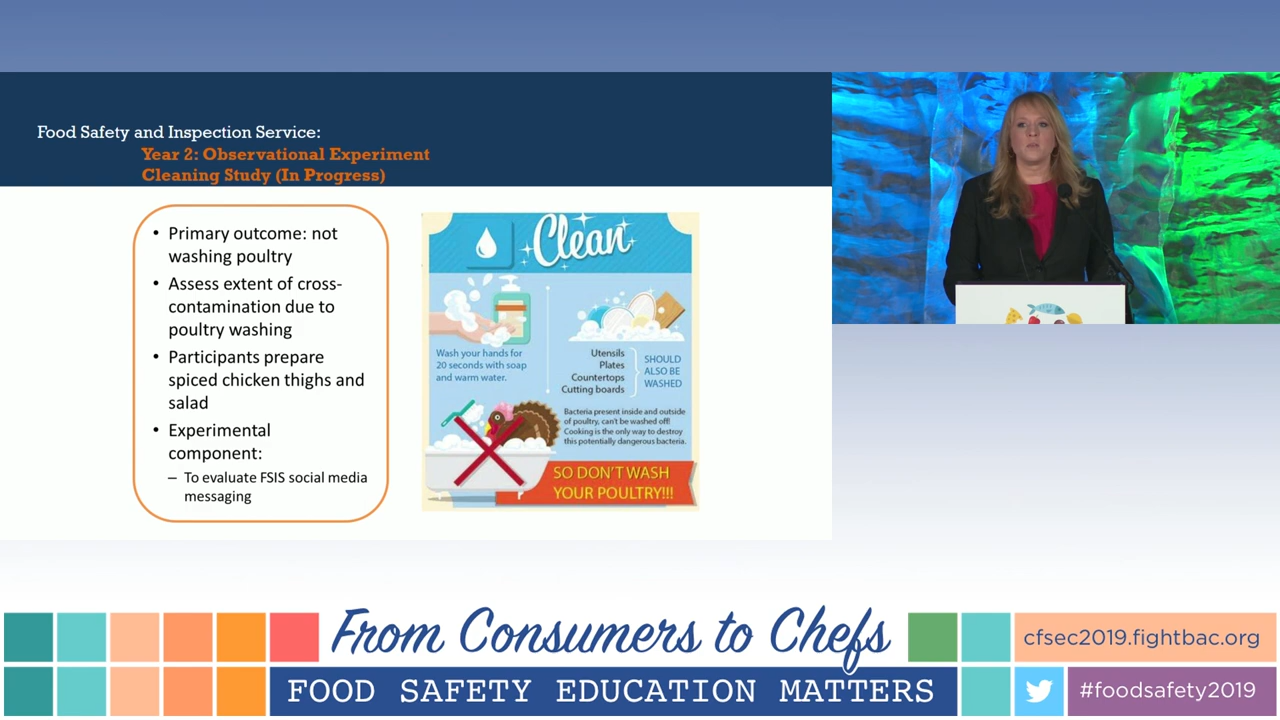 Food Safety and Inspection Service:
Year 2: Observational Experiment
Cleaning Study (In Progress)
• Primary outcome: not
washing poultry
• Assess extent of cross-
contamination due to
poultry washing
• Participants prepare
spiced chicken thighs and
salad
• Experimental
component:
– To evaluate FSIS social media
messaging
Clean
Wash your hands for
20 seconds with soap
and warm water.
Utensils
Plates
Countertops
Cutting boards
SHOULD
ALSO BE
WASHED
Bacteria present inside and outside
of poultry, can't be washed off!
Cooking is the only way to destroy
this potentially dangerous bacteria.
SO DON'T WASH
YOUR POULTRY!!!
From Consumers to Chefs
FOOD SAFETY EDUCATION MATTERS
cfsec2019.fightbac.org
#foodsafety2019